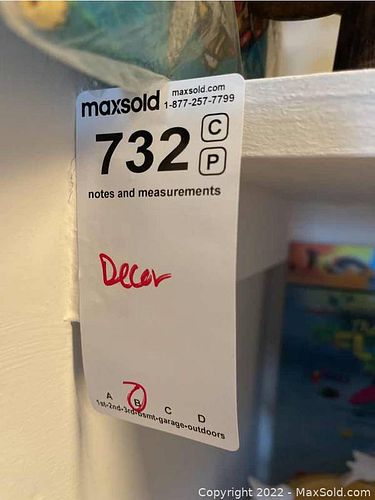 maxsold maxsold.com
1-877-257-7799
732 C
P
notes and measurements
Decor
A B C D
1st-2nd-3rd-bsmt-garage-outdoors
Copyright © 2022 - MaxSold.com